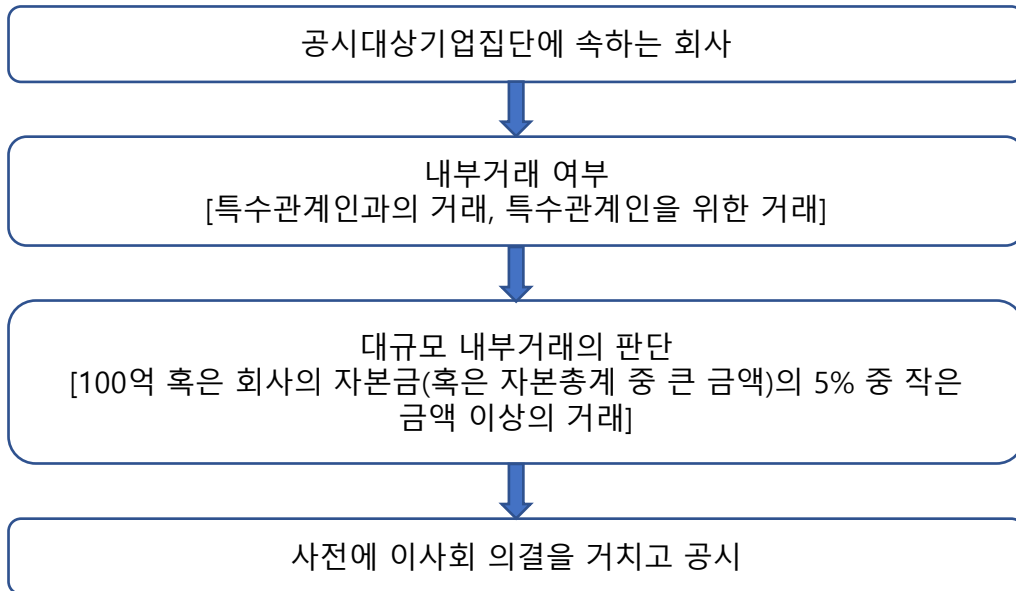 공시대상기업집단에 속하는 회사
내부거래 여부
[특수관계인과의 거래, 특수관계인을 위한 거래]
대규모 내부거래의 판단
[100억 혹은 회사의 자본금(혹은 자본총계 중 큰 금액)의 5% 중 작은
금액 이상의 거래]
사전에 이사회 의결을 거치고 공시